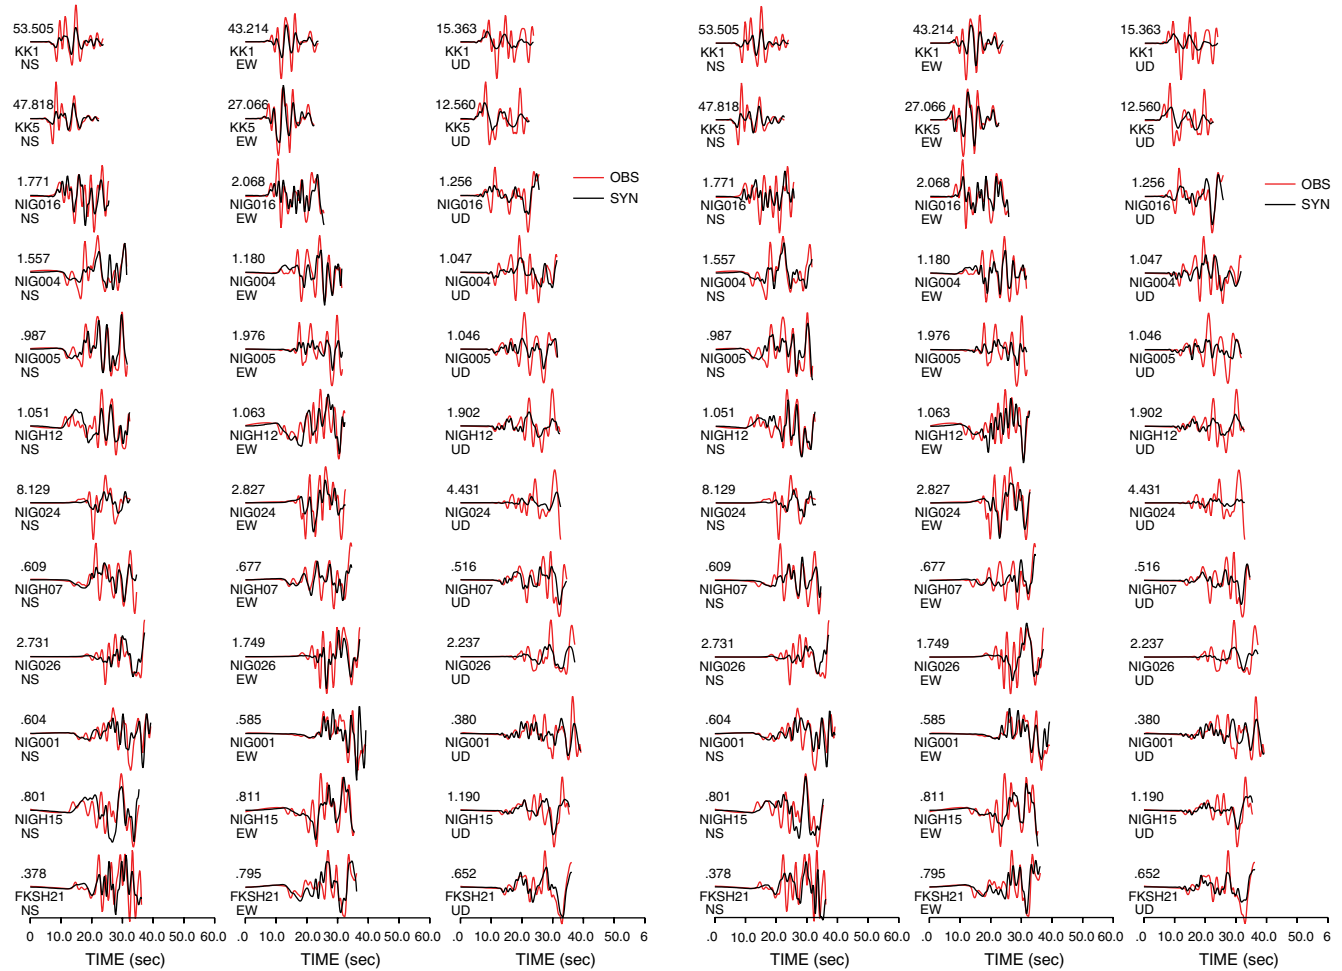 53.505 43.214 15.363 53.505 43.214 15.363
KK1 KK1 KK1 KK1 KK1 KK1
NS EW UD NS EW UD
47.818 27.066 12.560 47.818 27.066 12.560
KK5 KK5 KK5 KK5 KK5 KK5
NS EW UD NS EW UD
OBS OBS
1.771 2.068 1.256 SYN 1.771 2.068 1.256 SYN
NIG016 NIG016 NIG016 NIG016 NIG016 NIG016
NS EW UD NS EW UD
1.557 1.180 1.047 1.557 1.180 1.047
NIG004 NIG004 NIG004 NIG004 NIG004 NIG004
NS EW UD NS EW UD
.987 1.976 1.046 .987 1.976 1.046
NIG005 NIG005 NIG005 NIG005 NIG005 NIG005
NS EW UD NS EW UD
1.051 1.063 1.902 1.051 1.063 1.902
NIGH12 NIGH12 NIGH12 NIGH12 NIGH12 NIGH12
NS EW UD NS EW UD
8.129 2.827 4.431 8.129 2.827 4.431
NIG024 NIG024 NIG024 NIG024 NIG024 NIG024
NS EW UD NS EW UD
.609 .677 .516 .609 .677 .516
NIGH07 NIGH07 NIGH07 NIGH07 NIGH07 NIGH07
NS EW UD NS EW UD
2.731 1.749 2.237 2.731 1.749 2.237
NIG026 NIG026 NIG026 NIG026 NIG026 NIG026
NS EW UD NS EW UD
.604 .585 .380 .604 .585 .380
NIG001 NIG001 NIG001 NIG001 NIG001 NIG001
NS EW UD NS EW UD
.801 .811 1.190 .801 .811 1.190
NIGH15 NIGH15 NIGH15 NIGH15 NIGH15 NIGH15
NS EW UD NS EW UD
.378 .795 .652 .378 .795 .652
FKSH21 FKSH21 FKSH21 FKSH21 FKSH21 FKSH21
NS EW UD NS EW UD
0 10.0 20.0 30.0 40.0 50.0 60.0 .0 10.0 20.0 30.0 40.0 50.0 60.0 .0 10.0 20.0 30.0 40.0 50.0 6 .0 10.0 20.0 30.0 40.0 50.0 60.0 .0 10.0 20.0 30.0 40.0 50.0 60.0 .0 10.0 20.0 30.0 40.0 50.0 6
TIME (sec) TIME (sec) TIME (sec) TIME (sec) TIME (sec) TIME (sec)